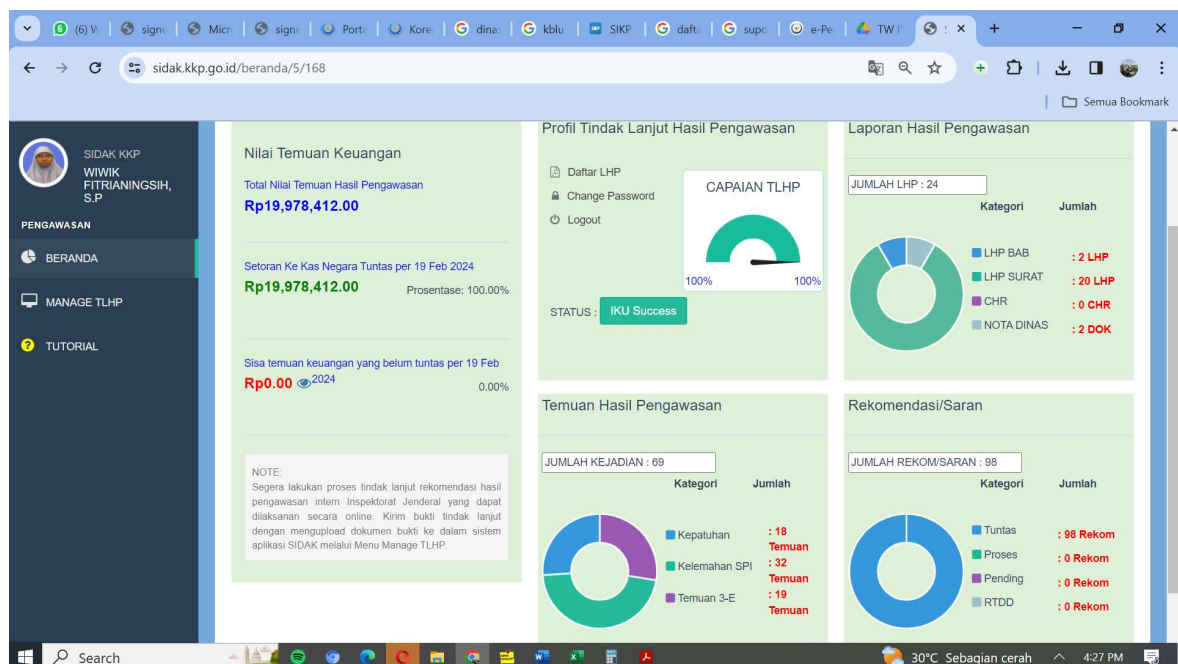 (6) W
signe
Micro
signe
Porta
Kore
dinas
kblu
SIKP
dafta
supo
e-Pe
TW I
sidak.kkp.go.id/beranda/5/168
Semua Bookmark
SIDAK KKP
WIWIK
FITRIANINGSIH,
S.P
PENGAWASAN
BERANDA
MANAGE TLHP
TUTORIAL
Nilai Temuan Keuangan
Total Nilai Temuan Hasil Pengawasan
Rp19,978,412.00
Setoran Ke Kas Negara Tuntas per 19 Feb 2024
Rp19,978,412.00 Prosentase: 100.00%
Sisa temuan keuangan yang belum tuntas per 19 Feb
Rp0.00 2024 0.00%
NOTE:
Segera lakukan proses tindak lanjut rekomendasi hasil
pengawasan intern Inspektorat Jenderal yang dapat
dilaksanan secara online. Kirim bukti tindak lanjut
dengan mengupload dokumen bukti ke dalam sistem
aplikasi SIDAK melalui Menu Manage TLHP.
Profil Tindak Lanjut Hasil Pengawasan
Daftar LHP
Change Password
Logout
CAPAIAN TLHP
100% 100%
STATUS : IKU Success
Laporan Hasil Pengawasan
JUMLAH LHP : 24
Kategori Jumlah
LHP BAB : 2 LHP
LHP SURAT : 20 LHP
CHR : 0 CHR
NOTA DINAS : 2 DOK
Temuan Hasil Pengawasan
JUMLAH KEJADIAN : 69
Kategori Jumlah
Kepatuhan : 18
Temuan
Kelemahan SPI : 32
Temuan
Temuan 3-E : 19
Temuan
Rekomendasi/Saran
JUMLAH REKOM/SARAN : 98
Kategori Jumlah
Tuntas : 98 Rekom
Proses : 0 Rekom
Pending : 0 Rekom
RTDD : 0 Rekom
Search
30°C Sebagian cerah 4:27 PM